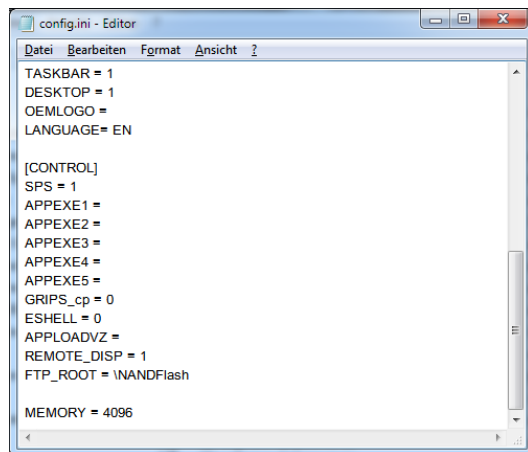 config.ini - Editor
Datei Bearbeiten Format Ansicht ?
TASKBAR = 1
DESKTOP = 1
OEMLOGO =
LANGUAGE= EN
[CONTROL]
SPS = 1
APPEXE1 =
APPEXE2 =
APPEXE3 =
APPEXE4 =
APPEXE5 =
GRIPS_cp = 0
ESHELL = 0
APPLOADVZ =
REMOTE_DISP = 1
FTP_ROOT = \NANDFlash
MEMORY = 4096